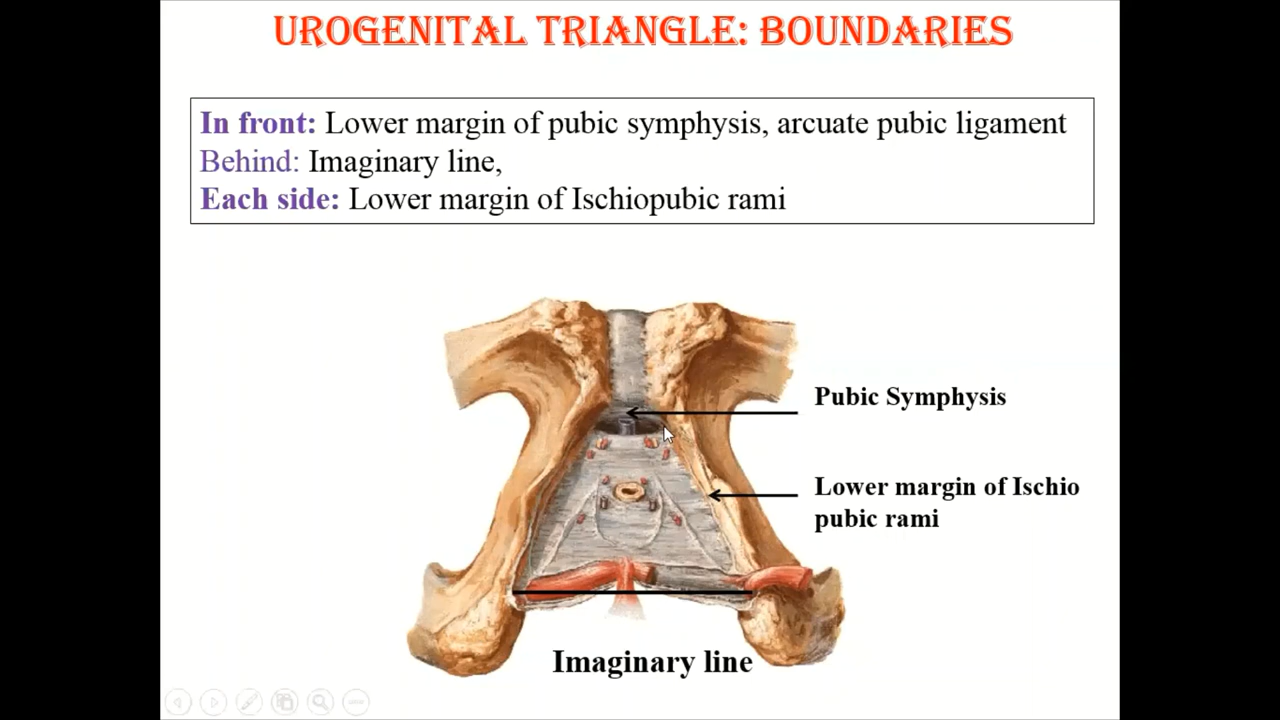 UROGENITAL TRIANGLE: BOUNDARIES
In front: Lower margin of pubic symphysis, arcuate pubic ligament
Behind: Imaginary line,
Each side: Lower margin of Ischiopubic rami
Pubic Symphysis
Lower margin of Ischio
pubic rami
Imaginary line